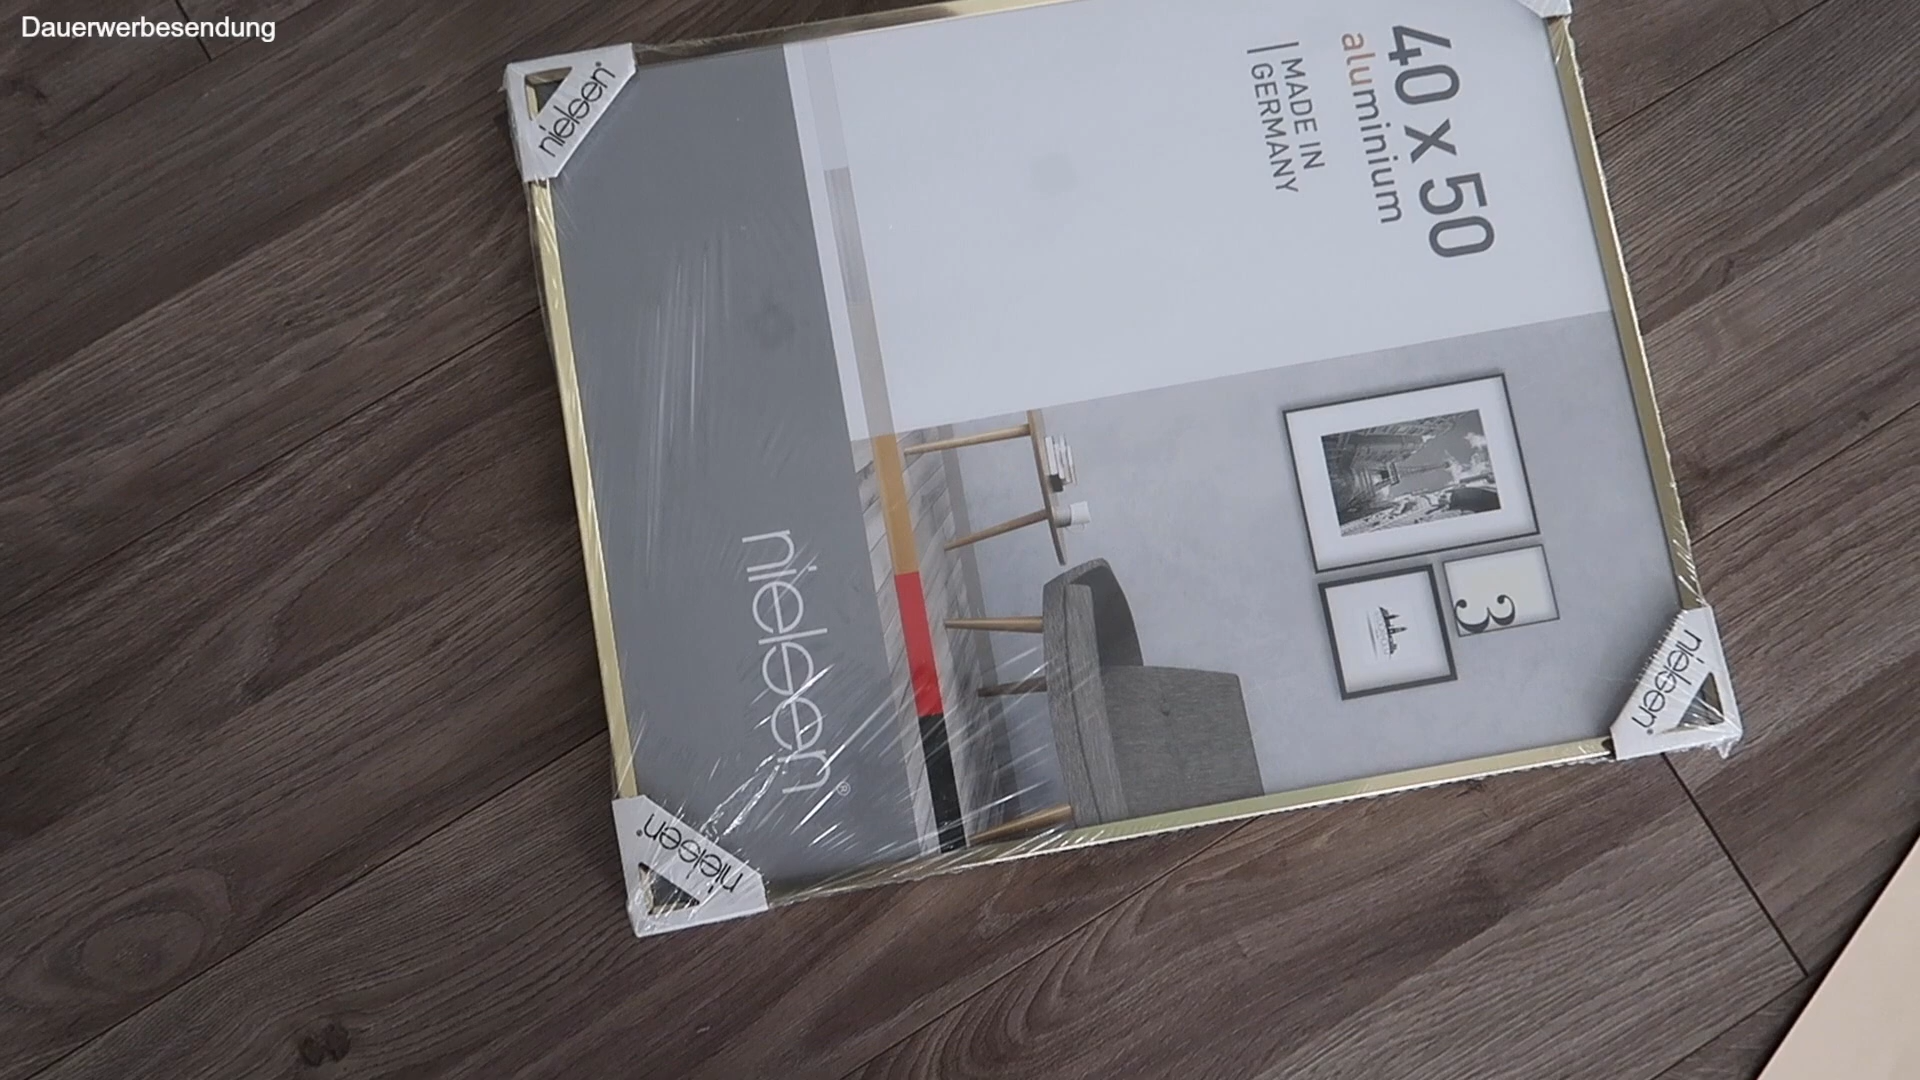 Dauerwerbesendung
40 x 50
aluminium
MADE IN
GERMANY
nielsen®
nielsen
nielsen
nielsen
3